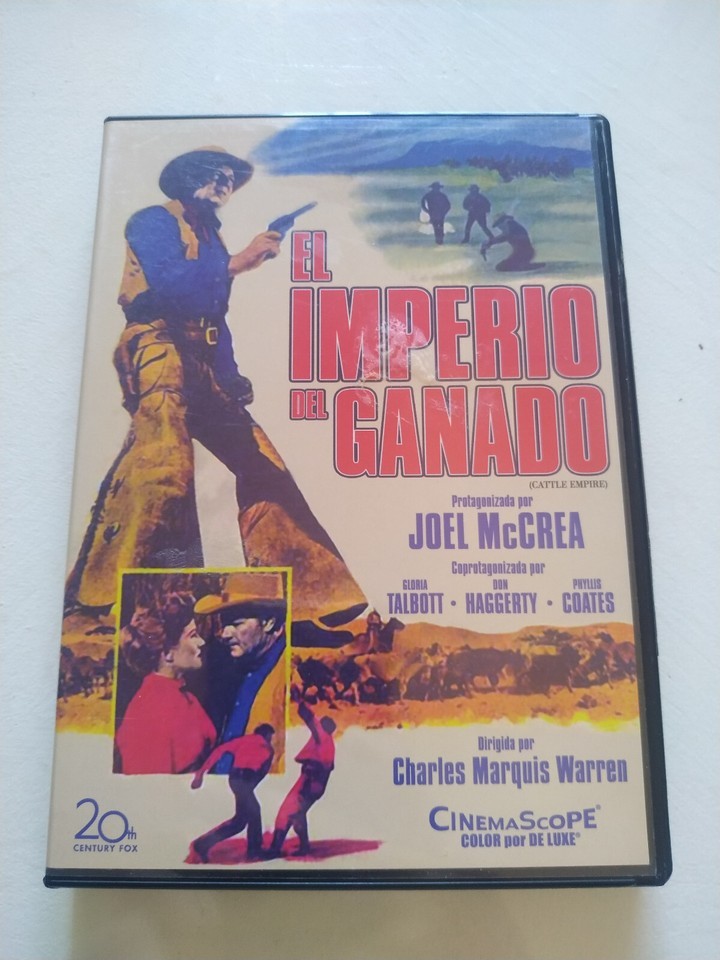 EL
IMPERIO
DEL GANADO
(CATTLE EMPIRE)
Protagonizada por
JOEL McCREA
Coprotagonizada por
GLORIA TALBOTT • DON HAGGERTY • PHYLLIS COATES
Dirigida por
Charles Marquis Warren
CINEMASCOPE®
COLOR por DE LUXE®
20th
CENTURY FOX